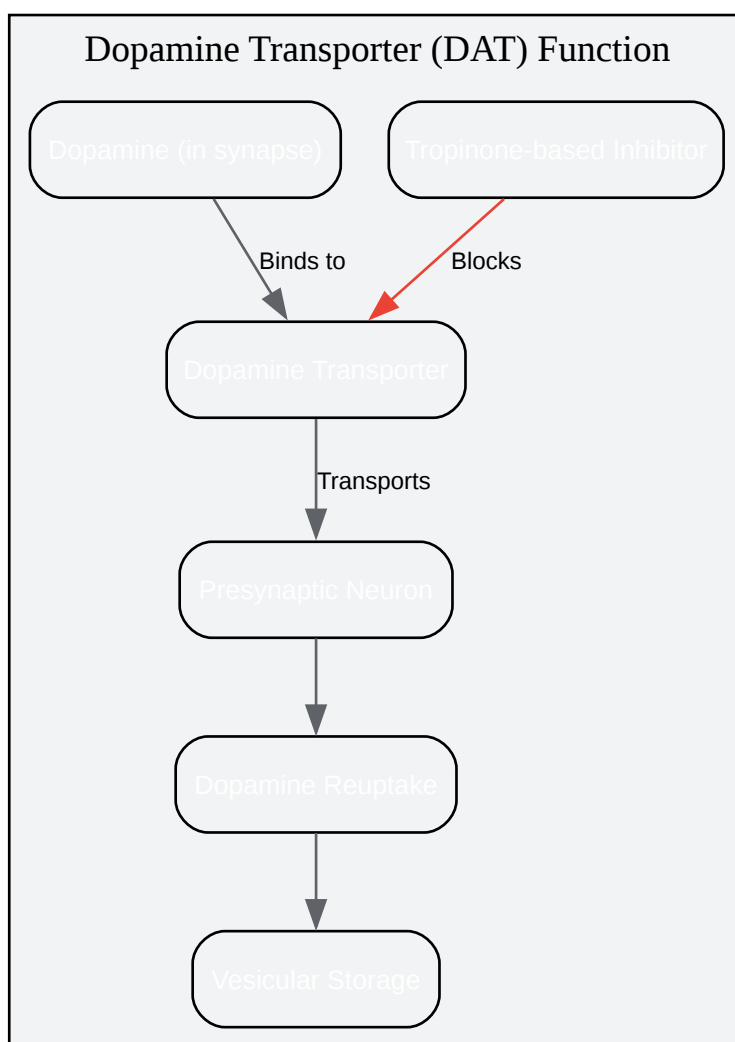 Dopamine Transporter (DAT) Function
Dopamine (in synapse)
Tropinone-based Inhibitor
Binds to
Blocks
Dopamine Transporter
Transports
Presynaptic Neuron
Dopamine Reuptake
Vesicular Storage